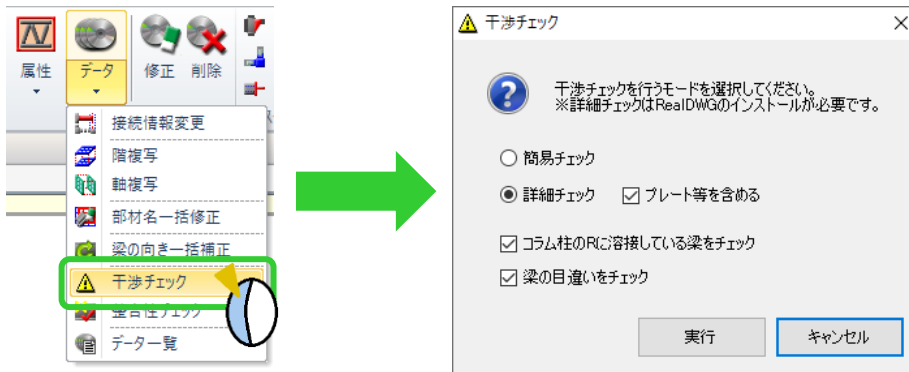 属性
データ
修正
削除
接続情報変更
階複写
軸複写
部材名一括修正
梁の向き一括補正
干渉チェック
整合性チェック
データ一覧
干渉チェック
干渉チェックを行うモードを選択してください。
※詳細チェックはRealDWGのインストールが必要です。
簡易チェック
詳細チェック プレート等を含める
コラム柱のRに溶接している梁をチェック
梁の目違いをチェック
実行 キャンセル